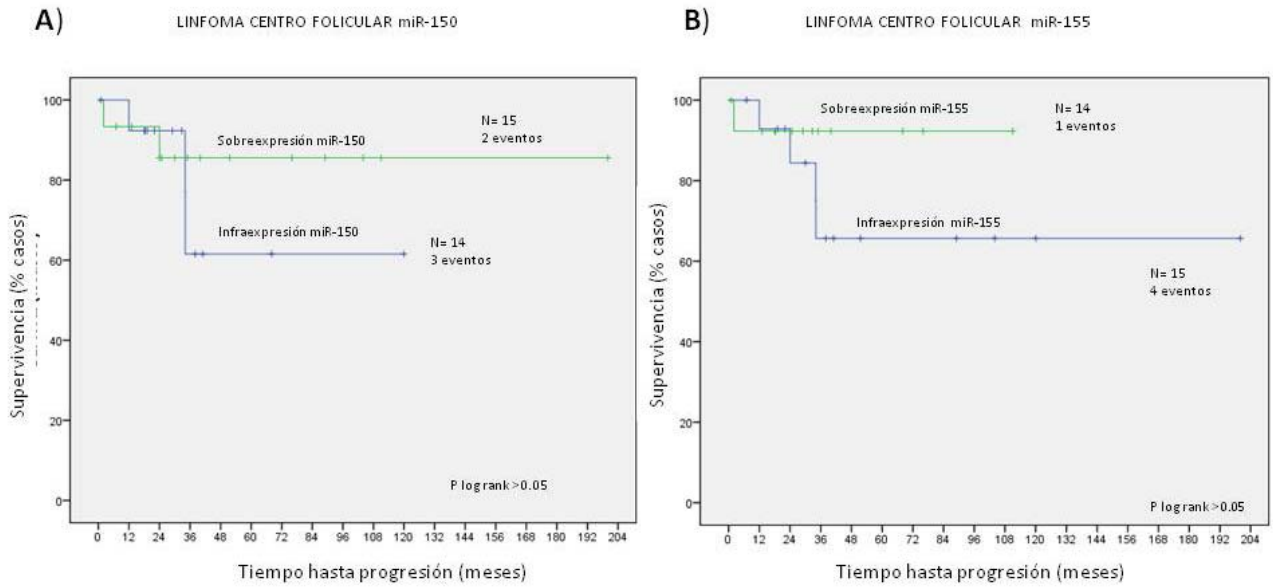 A)
LINFOMA CENTRO FOLICULAR miR-150
100
80
60
40
20
0
Supervivencia (% casos)
Sobreexpresión miR-150
N= 15
2 eventos
Infraexpresión miR-150
N= 14
3 eventos
P log rank >0.05
0 12 24 36 48 60 72 84 96 108 120 132 144 156 168 180 192 204
Tiempo hasta progresión (meses)
B)
LINFOMA CENTRO FOLICULAR miR-155
100
80
60
40
20
0
Supervivencia (% casos)
Sobreexpresión miR-155
N= 14
1 eventos
Infraexpresión miR-155
N= 15
4 eventos
P log rank >0.05
0 12 24 36 48 60 72 84 96 108 120 132 144 156 168 180 192 204
Tiempo hasta progresión (meses)